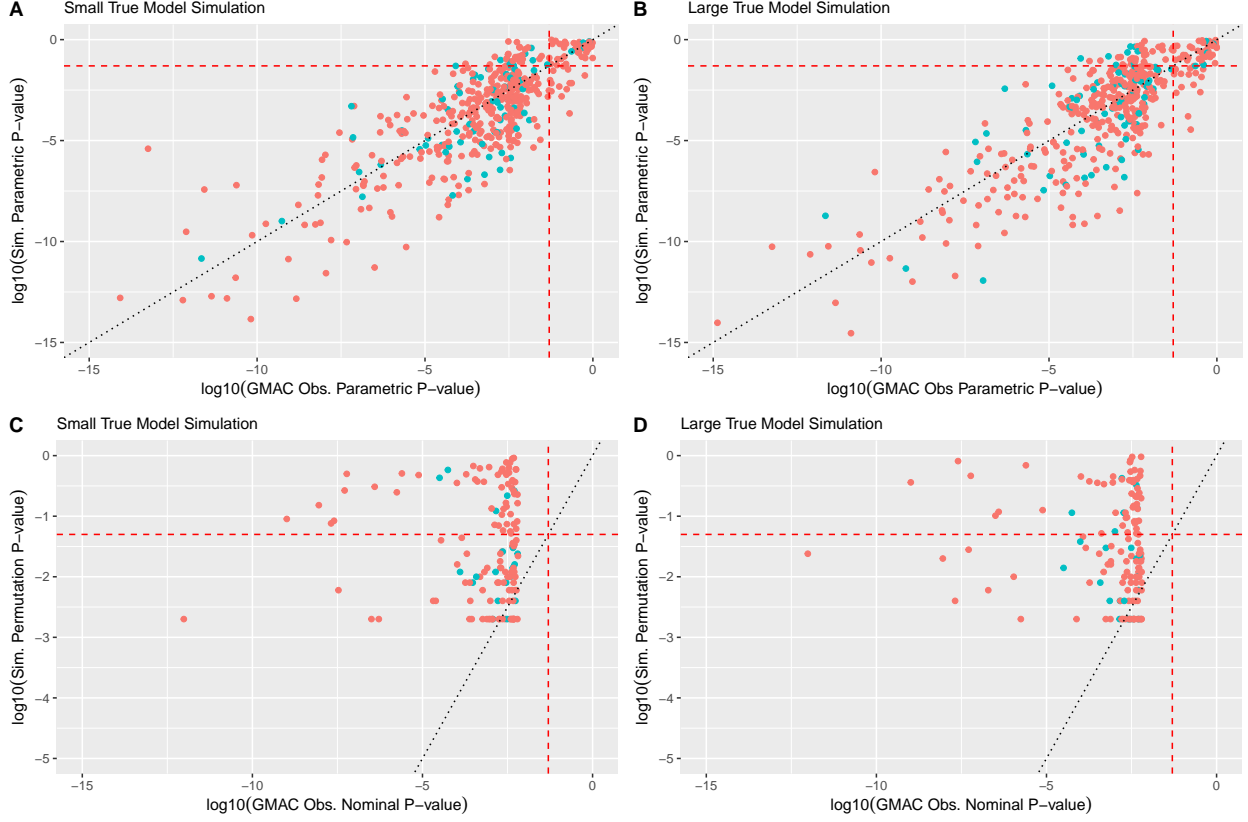 A Small True Model Simulation
0
−5
−10
−15
log10(Sim. Parametric P−value)
−15 −10 −5 0
log10(GMAC Obs. Parametric P−value)
B Large True Model Simulation
0
−5
−10
−15
log10(Sim. Parametric P−value)
−15 −10 −5 0
log10(GMAC Obs Parametric P−value)
C Small True Model Simulation
0
−1
−2
−3
−4
−5
log10(Sim. Permutation P−value)
−15 −10 −5 0
log10(GMAC Obs. Nominal P−value)
D Large True Model Simulation
0
−1
−2
−3
−4
−5
log10(Sim. Permutation P−value)
−15 −10 −5 0
log10(GMAC Obs. Nominal P−value)